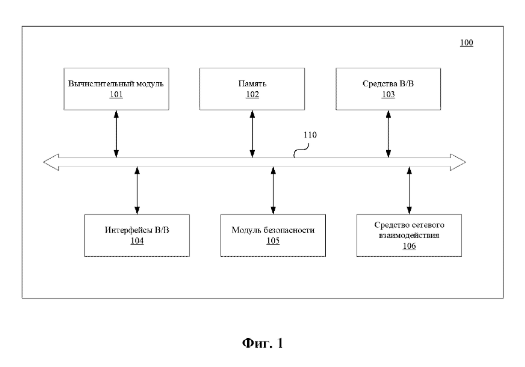 100
Вычислительный модуль
101
Память
102
Средства В/В
103
110
Интерфейсы В/В
104
Модуль безопасности
105
Средство сетевого
взаимодействия
106
Фиг. 1